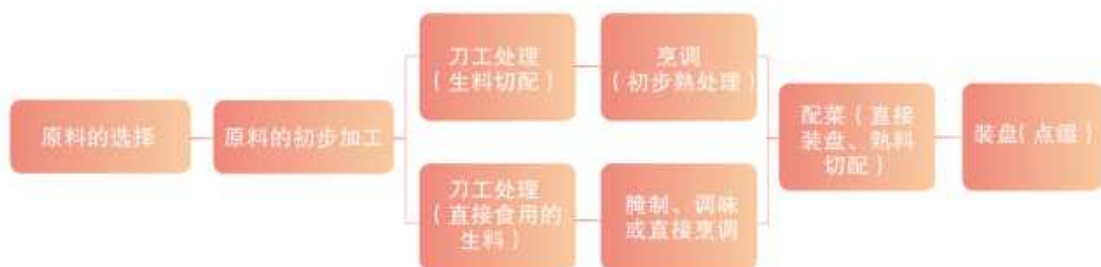 原料的选择
原料的初步加工
刀工处理
（生料切配）
烹调
（初步熟处理）
刀工处理
（直接食用的
生料）
腌制、调味
或直接烹调
配菜（直接
装盘、熟料
切配）
装盘（点缀）